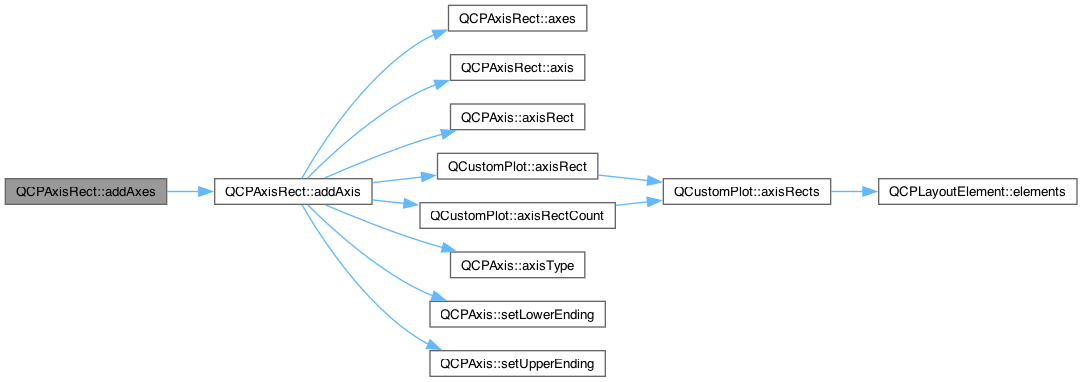 QCPAxisRect::addAxes
QCPAxisRect::addAxis
QCPAxisRect::axes
QCPAxisRect::axis
QCPAxis::axisRect
QCustomPlot::axisRect
QCustomPlot::axisRectCount
QCPAxis::axisType
QCPAxis::setLowerEnding
QCPAxis::setUpperEnding
QCustomPlot::axisRects
QCPLayoutElement::elements